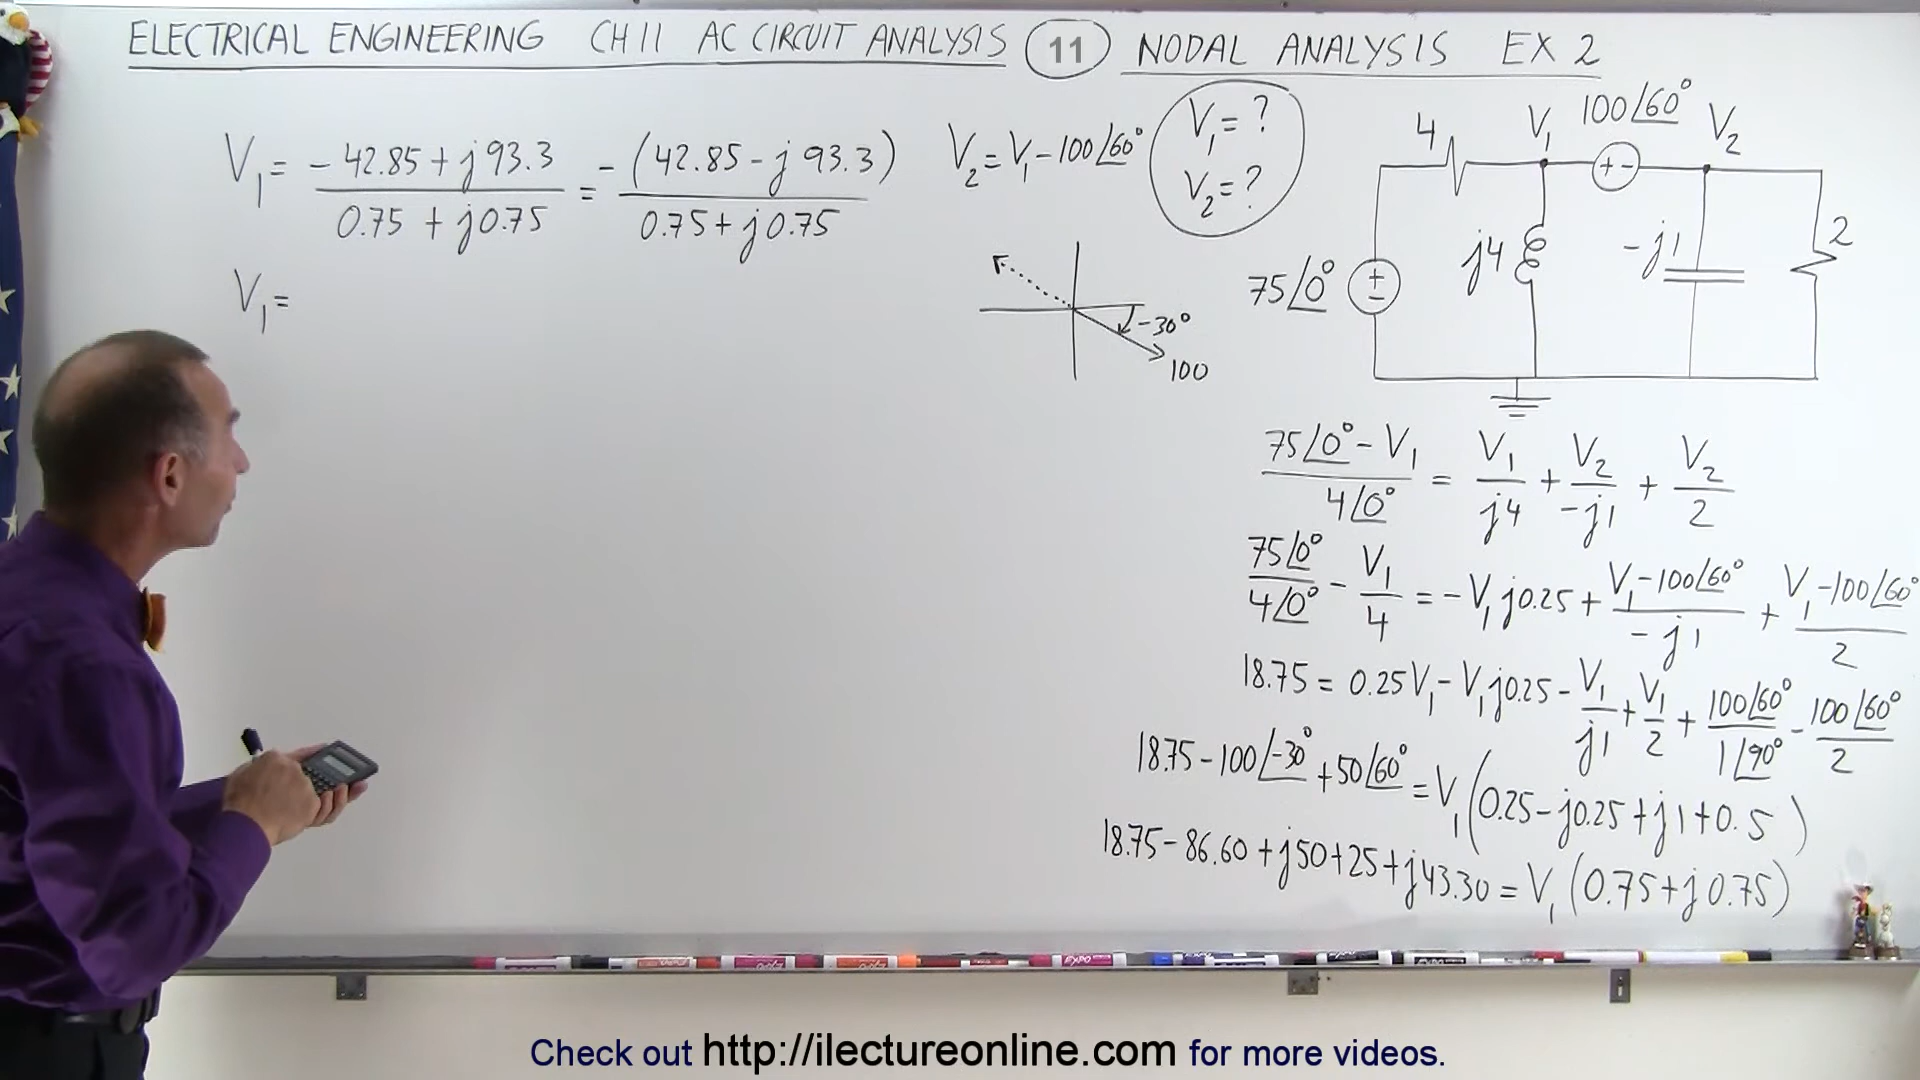 ELECTRICAL ENGINEERING CH 11 AC CIRCUIT ANALYSIS 11 NODAL ANALYSIS EX 2
V₁ = (-42.85 + j93.3)/(0.75 + j0.75) = -(42.85 - j93.3)/(0.75 + j0.75)
V₁ =
V₂ = V₁ - 100∠60°
V₁ = ?
V₂ = ?
-30°
100
4
V₁
100∠60°
V₂
+ -
75∠0°
+
-
j4
-j1
2
(75∠0° - V₁)/(4∠0°) = V₁/(j4) + V₂/(-j1) + V₂/2
(75∠0°)/(4∠0°) - V₁/4 = -V₁ j0.25 + (V₁ - 100∠60°)/(-j1) + (V₁ - 100∠60°)/2
18.75 = 0.25V₁ - V₁ j0.25 - V₁/(j1) + V₁/2 + (100∠60°)/(1∠90°) - (100∠60°)/2
18.75 - 100∠-30° + 50∠60° = V₁(0.25 - j0.25 + j1 + 0.5)
18.75 - 86.60 + j50 + 25 + j43.30 = V₁(0.75 + j0.75)
EXPO
EXPO
Check out http://ilectureonline.com for more videos.